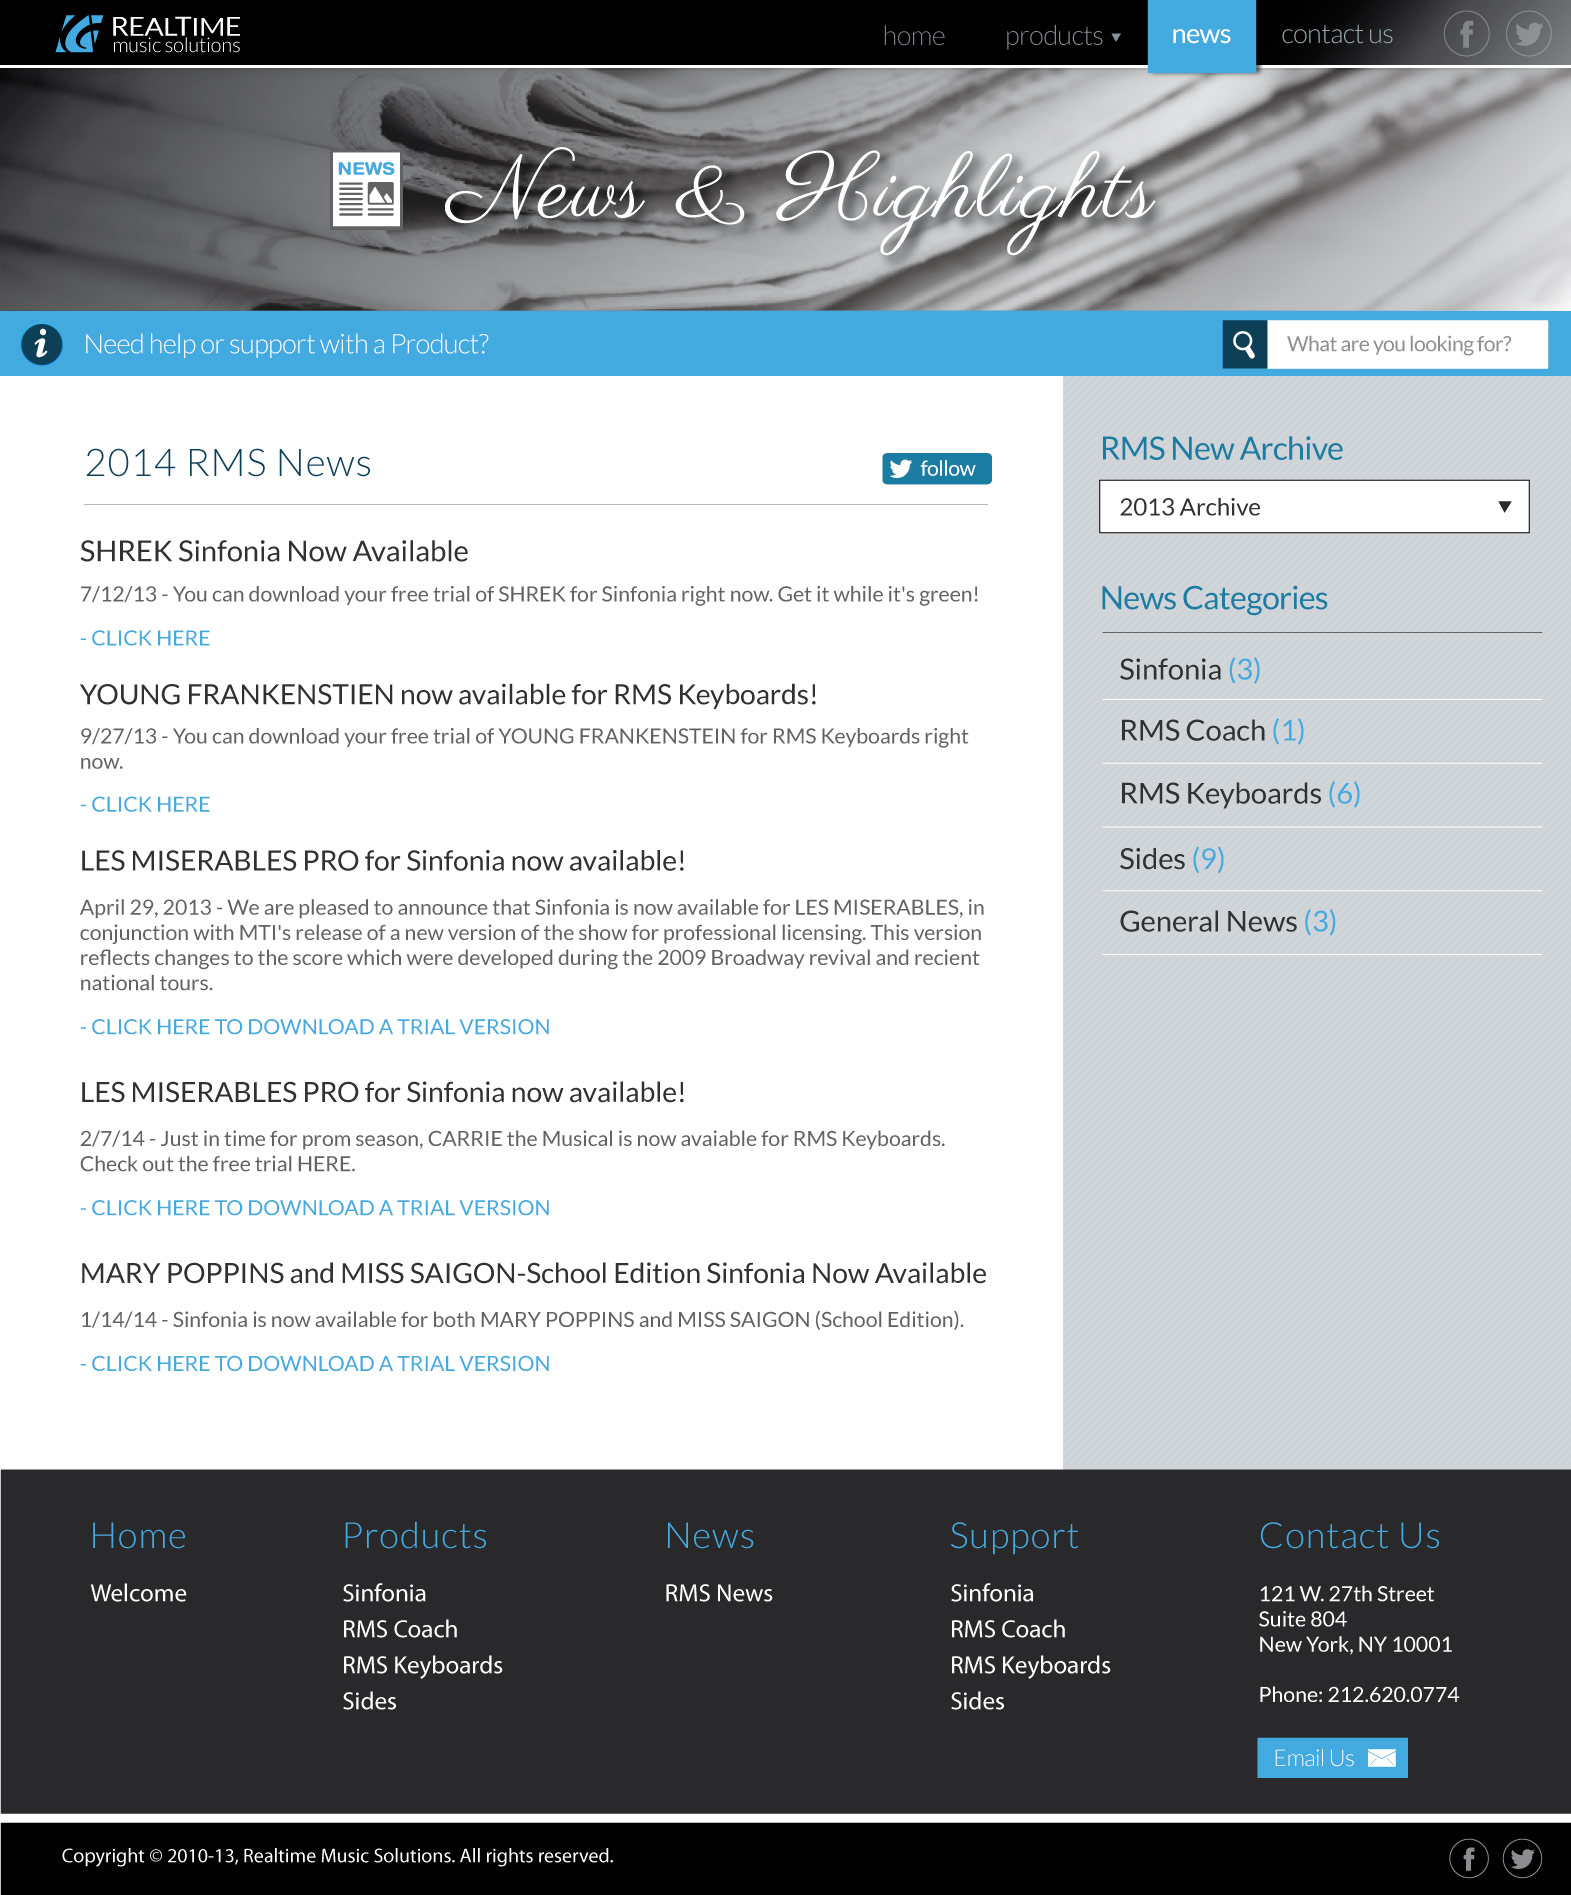 REALTIME
music solutions
home
products
news
contact us
NEWS
News & Highlights
Need help or support with a Product?
What are you looking for?
2014 RMS News
follow
SHREK Sinfonia Now Available
7/12/13 - You can download your free trial of SHREK for Sinfonia right now. Get it while it's green!
- CLICK HERE
YOUNG FRANKENSTIEN now available for RMS Keyboards!
9/27/13 - You can download your free trial of YOUNG FRANKENSTEIN for RMS Keyboards right
now.
- CLICK HERE
LES MISERABLES PRO for Sinfonia now available!
April 29, 2013 - We are pleased to announce that Sinfonia is now available for LES MISERABLES, in
conjunction with MTI's release of a new version of the show for professional licensing. This version
reflects changes to the score which were developed during the 2009 Broadway revival and recient
national tours.
- CLICK HERE TO DOWNLOAD A TRIAL VERSION
LES MISERABLES PRO for Sinfonia now available!
2/7/14 - Just in time for prom season, CARRIE the Musical is now avaiable for RMS Keyboards.
Check out the free trial HERE.
- CLICK HERE TO DOWNLOAD A TRIAL VERSION
MARY POPPINS and MISS SAIGON-School Edition Sinfonia Now Available
1/14/14 - Sinfonia is now available for both MARY POPPINS and MISS SAIGON (School Edition).
- CLICK HERE TO DOWNLOAD A TRIAL VERSION
RMS New Archive
2013 Archive
News Categories
Sinfonia (3)
RMS Coach (1)
RMS Keyboards (6)
Sides (9)
General News (3)
Home
Welcome
Products
Sinfonia
RMS Coach
RMS Keyboards
Sides
News
RMS News
Support
Sinfonia
RMS Coach
RMS Keyboards
Sides
Contact Us
121 W. 27th Street
Suite 804
New York, NY 10001
Phone: 212.620.0774
Email Us
Copyright © 2010-13, Realtime Music Solutions. All rights reserved.